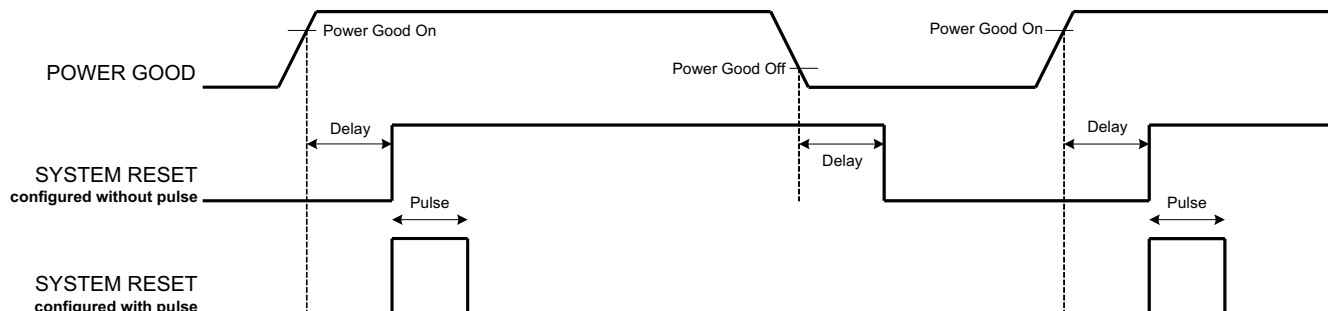 Power Good On
Power Good On
POWER GOOD
Power Good Off
Delay
Delay
Delay
SYSTEM RESET
configured without pulse
Pulse
Pulse
SYSTEM RESET
configured with pulse